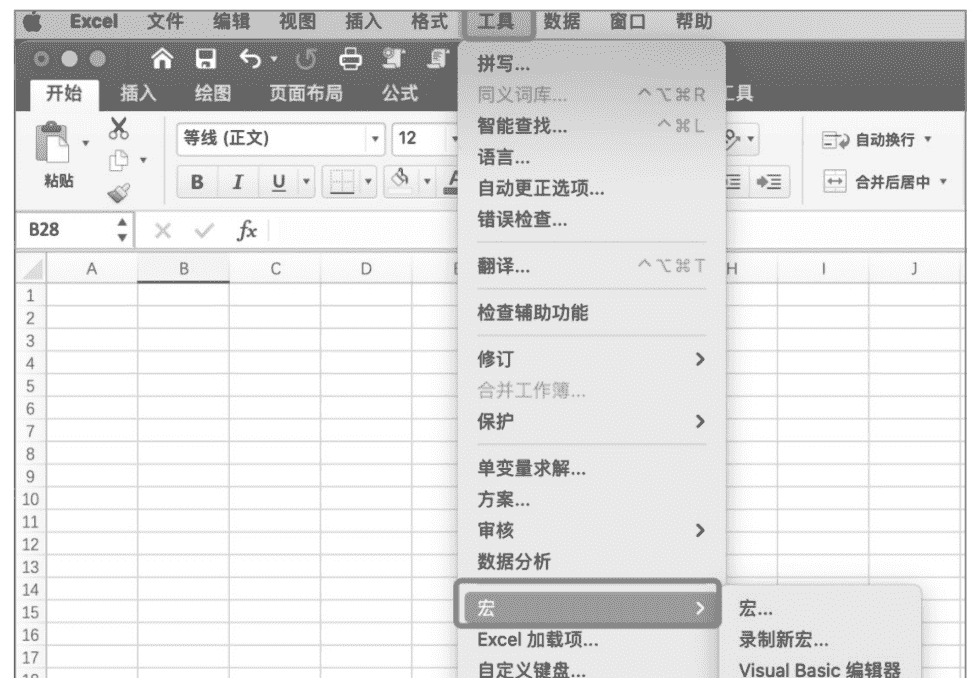 Excel 文件 编辑 视图 插入 格式 工具 数据 窗口 帮助
开始 插入 绘图 页面布局 公式 工具
等线 (正文) 12 自动换行
粘贴 B I U A 合并后居中
B28 fx
A B C D E H I J
1
2
3
4
5
6
7
8
9
10
11
12
13
14
15
16
17
18
拼写...
同义词库... ^⌥⌘R
智能查找... ^⌘L
语言...
自动更正选项...
错误检查...
翻译... ^⌥⌘T
检查辅助功能
修订
合并工作簿...
保护
单变量求解...
方案...
审核
数据分析
宏
Excel 加载项...
自定义键盘...
宏...
录制新宏...
Visual Basic 编辑器